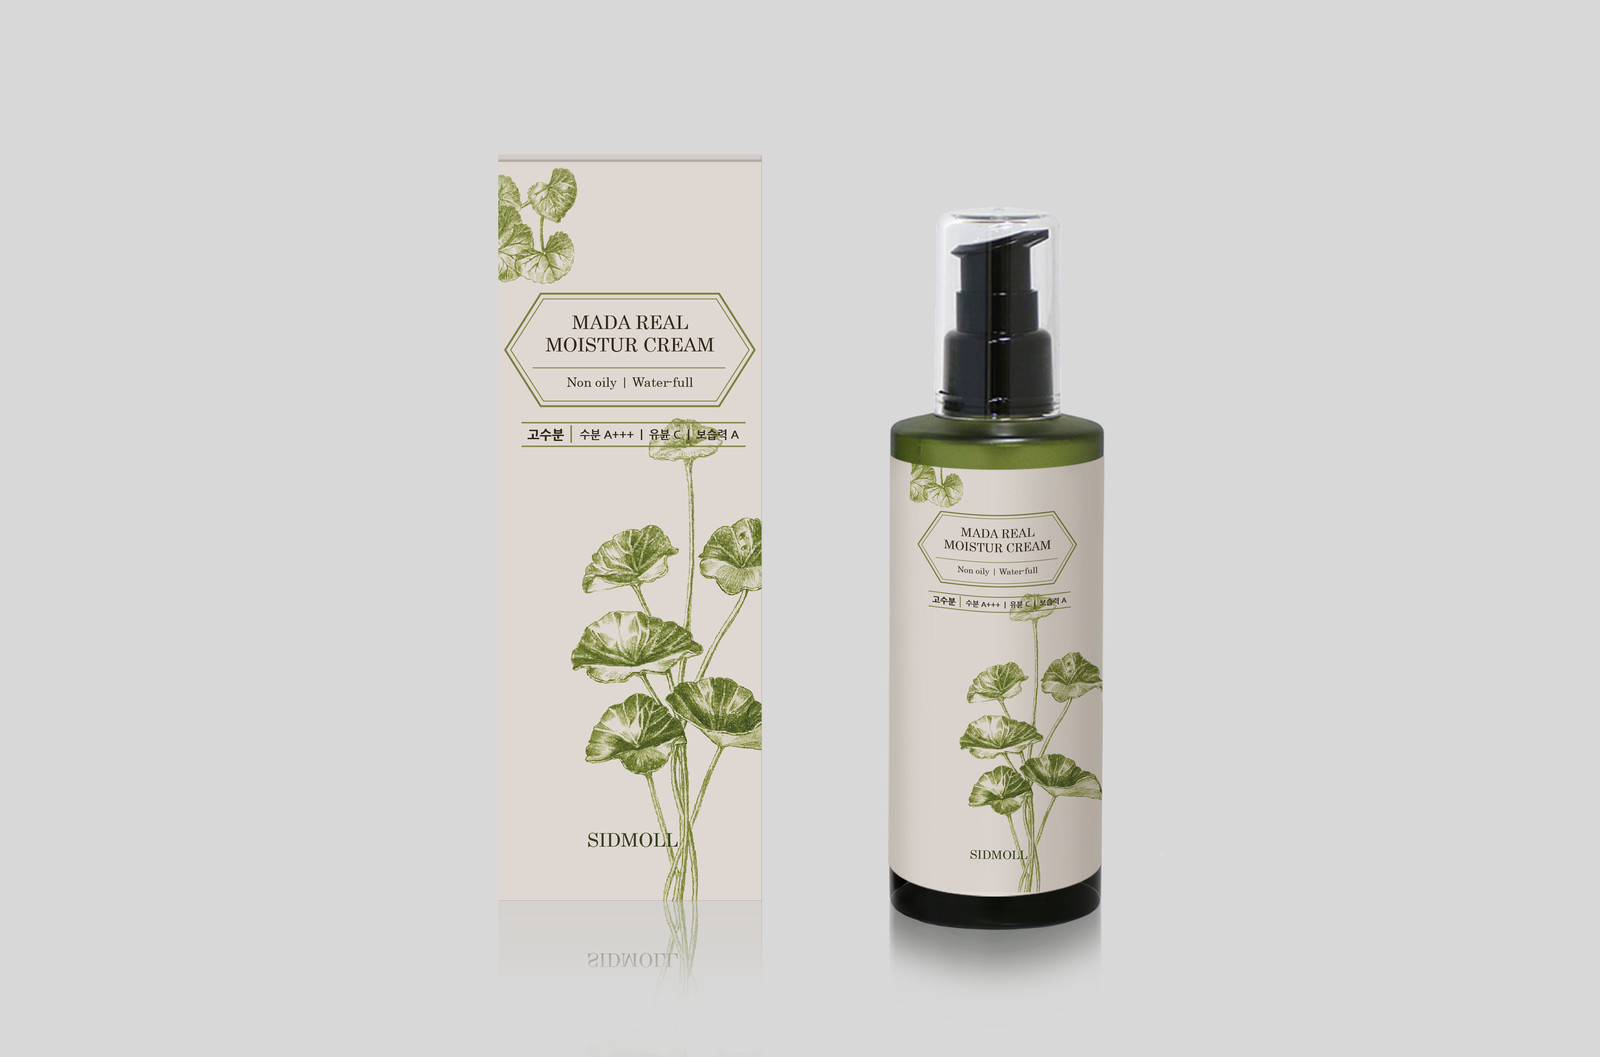 MADA REAL
MOISTUR CREAM
Non oily | Water-full
고수분 | 수분 A+++ | 유분 C | 보습력 A
SIDMOLL
SIDMOLL
MADA REAL
MOISTUR CREAM
Non oily | Water-full
고수분 | 수분 A+++ | 유분 C | 보습력 A
SIDMOLL